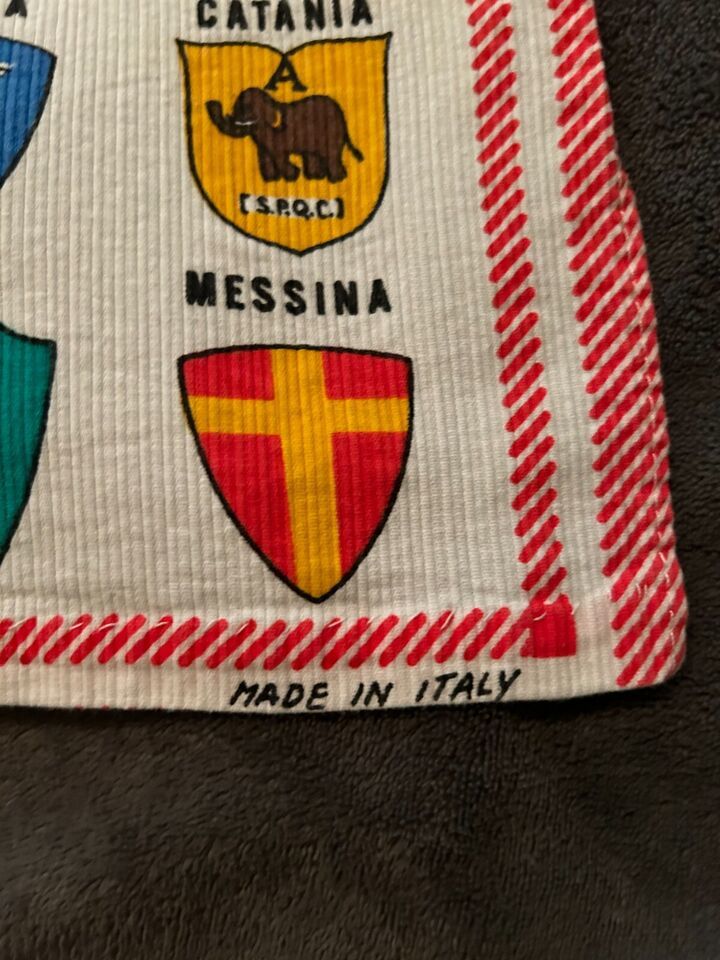 A
CATANIA
A
[S.P.Q.C.]
MESSINA
MADE IN ITALY